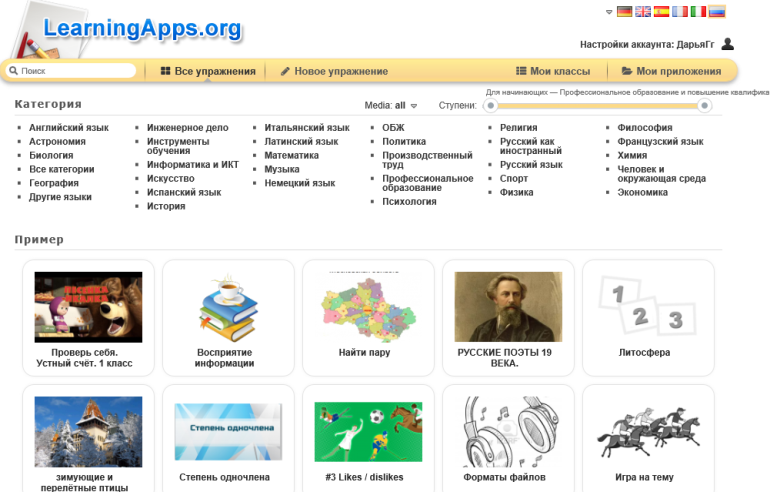 LearningApps.org
Настройки аккаунта: ДарьяГг
Поиск
Все упражнения
Новое упражнение
Мои классы
Мои приложения
Для начинающих — Профессиональное образование и повышение квалифика
Категория
Media: all
Ступени:
Английский язык
Астрономия
Биология
Все категории
География
Другие языки
Инженерное дело
Инструменты
обучения
Информатика и ИКТ
Искусство
Испанский язык
История
Итальянский язык
Латинский язык
Математика
Музыка
Немецкий язык
ОБЖ
Политика
Производственный
труд
Профессиональное
образование
Психология
Религия
Русский как
иностранный
Русский язык
Спорт
Физика
Философия
Французский язык
Химия
Человек и
окружающая среда
Экономика
Пример
Проверь себя.
Устный счёт. 1 класс
Восприятие
информации
Найти пару
РУССКИЕ ПОЭТЫ 19
ВЕКА.
1
2
3
Литосфера
зимующие и
перелётные птицы
Степень одночлена
Степень одночлена
#3 Likes / dislikes
Форматы файлов
Игра на тему